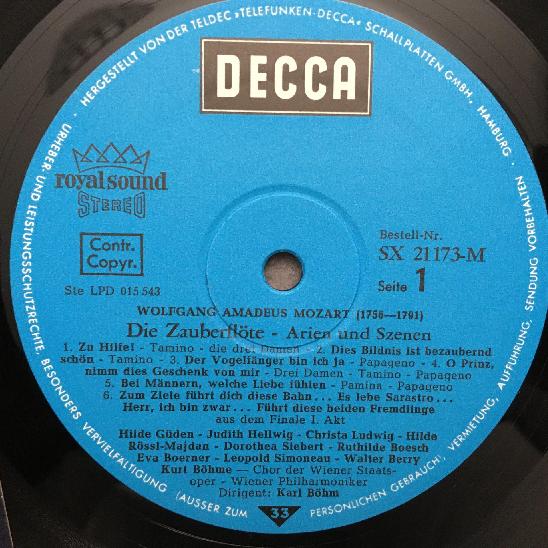 · HERGESTELLT VON DER TELDEC »TELEFUNKEN-DECCA« SCHALLPLATTEN GMBH, HAMBURG ·
URHEBER- UND LEISTUNGSSCHUTZRECHTE, BESONDERS VERVIELFÄLTIGUNG (AUSSER ZUM PERSÖNLICHEN GEBRAUCH), VERMIETUNG, AUFFÜHRUNG, SENDUNG VORBEHALTEN ·
DECCA
royal sound
STEREO
Contr.
Copyr.
Ste LPD 015 543
Bestell-Nr.
SX 21173-M
Seite 1
WOLFGANG AMADEUS MOZART (1756—1791)
Die Zauberflöte - Arien und Szenen
1. Zu Hilfe! - Tamino - die drei Damen - 2. Dies Bildnis ist bezaubernd
schön - Tamino - 3. Der Vogelfänger bin ich ja - Papageno - 4. O Prinz,
nimm dies Geschenk von mir - Drei Damen - Tamino - Papageno
5. Bei Männern, welche Liebe fühlen - Pamina - Papageno
6. Zum Ziele führt dich diese Bahn... Es lebe Sarastro...
Herr, ich bin zwar... Führt diese beiden Fremdlinge
aus dem Finale I. Akt
Hilde Güden - Judith Hellwig - Christa Ludwig - Hilde
Rössl-Majdan - Dorothea Siebert - Ruthilde Boesch
Eva Boerner - Leopold Simoneau - Walter Berry
Kurt Böhme — Chor der Wiener Staats-
oper - Wiener Philharmoniker
Dirigent: Karl Böhm
33